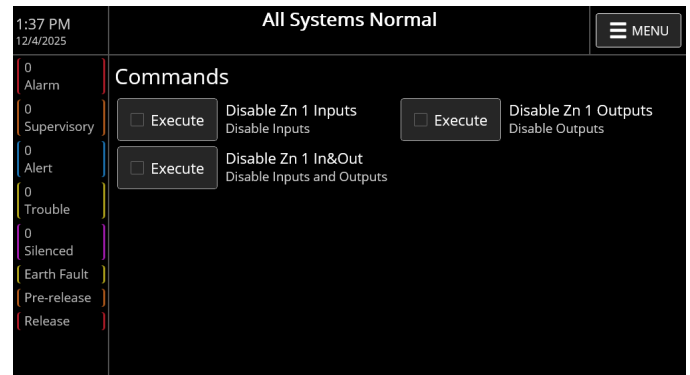 1:37 PM
12/4/2025
All Systems Normal
MENU
0
Alarm
0
Supervisory
0
Alert
0
Trouble
0
Silenced
Earth Fault
Pre-release
Release
Commands
Execute
Disable Zn 1 Inputs
Disable Inputs
Execute
Disable Zn 1 Outputs
Disable Outputs
Execute
Disable Zn 1 In&Out
Disable Inputs and Outputs